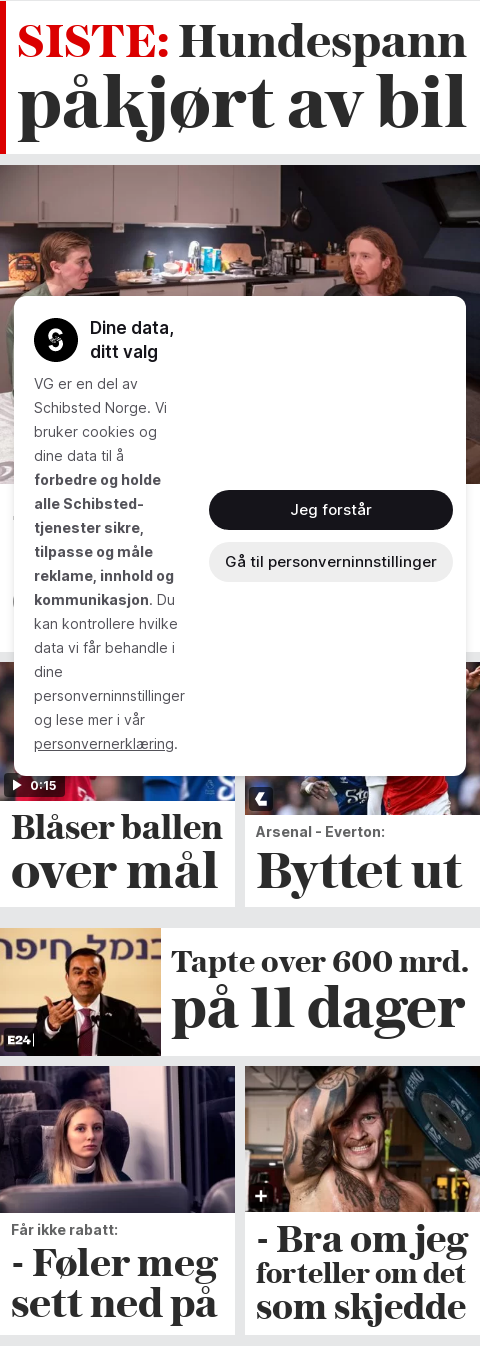 SISTE: Hundespann
påkjørt av bil
Dine data,
ditt valg
VG er en del av
Schibsted Norge. Vi
bruker cookies og
dine data til å
forbedre og holde
alle Schibsted-
tjenester sikre,
tilpasse og måle
reklame, innhold og
kommunikasjon. Du
kan kontrollere hvilke
data vi får behandle i
dine
personverninnstillinger
og lese mer i vår
personvernerklæring.
Jeg forstår
Gå til personverninnstillinger
0:15
Blåser ballen
over mål
Arsenal - Everton:
Byttet ut
בנמל חיפה
E24
Tapte over 600 mrd.
på 11 dager
Får ikke rabatt:
- Føler meg
sett ned på
- Bra om jeg
forteller om det
som skjedde